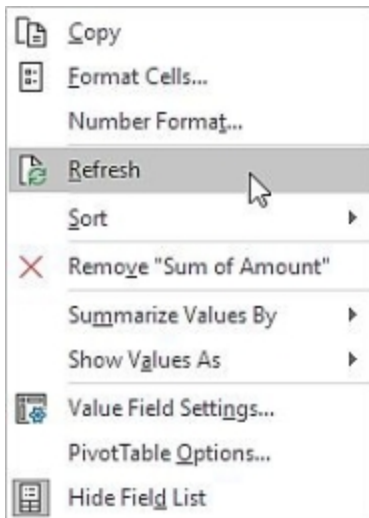 Copy
Format Cells...
Number Format...
Refresh
Sort
Remove "Sum of Amount"
Summarize Values By
Show Values As
Value Field Settings...
PivotTable Options...
Hide Field List